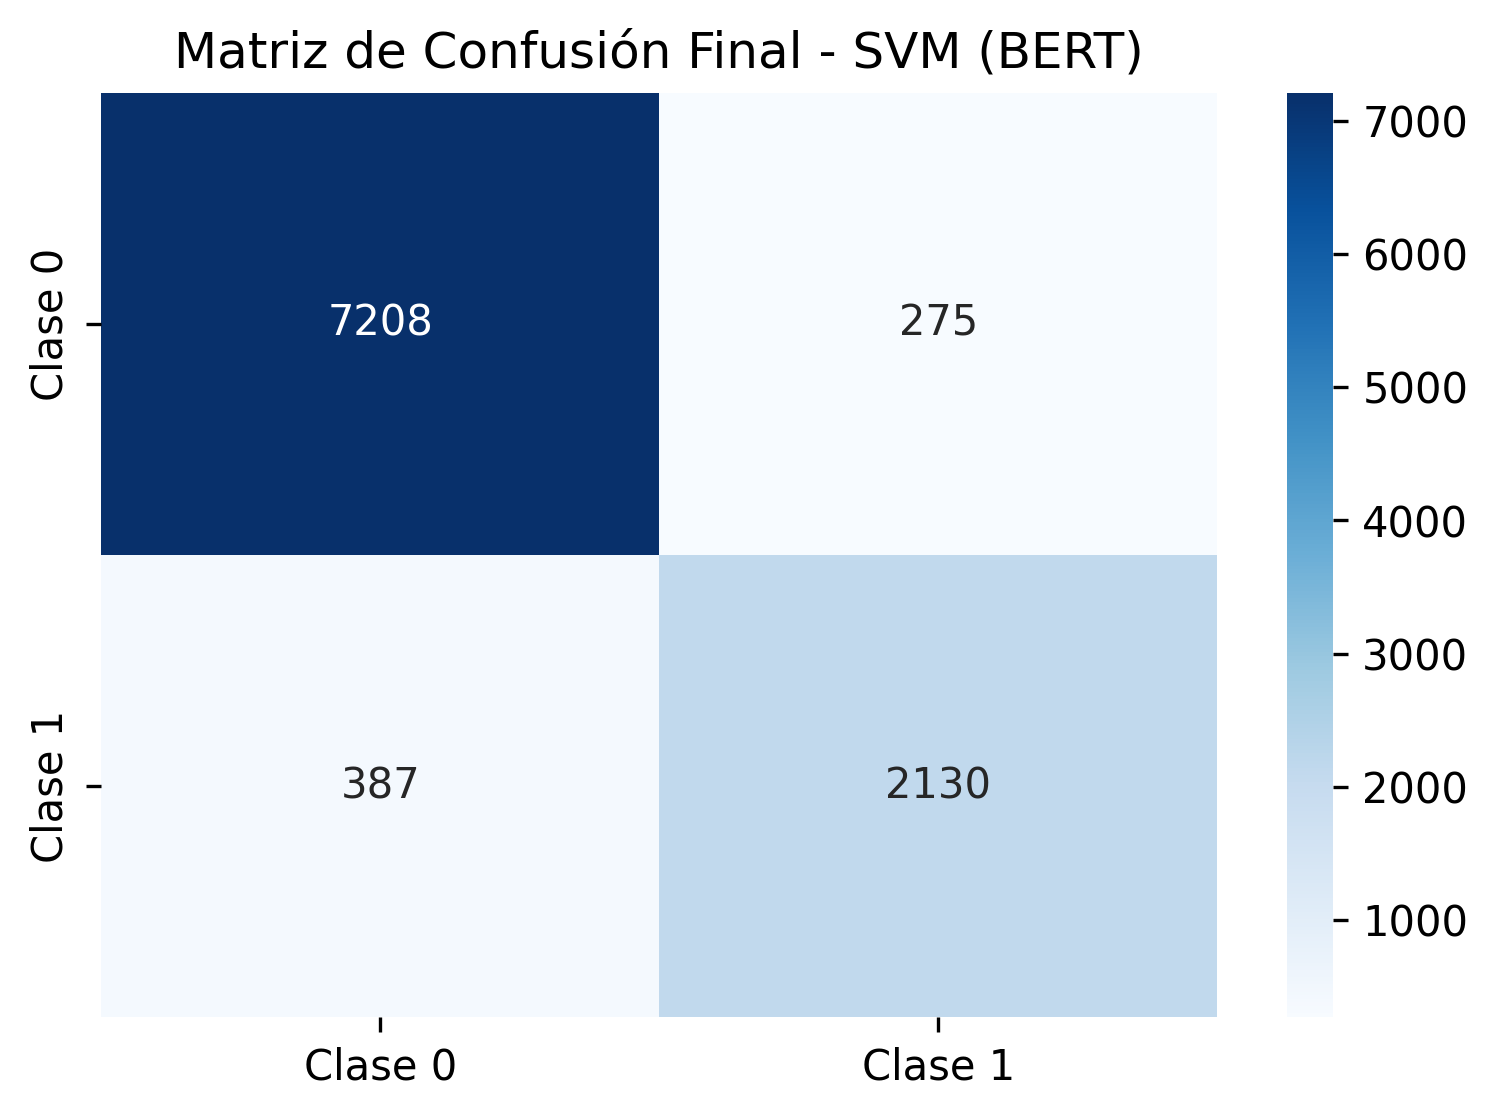 Matriz de Confusión Final - SVM (BERT)
Clase 0
7208
275
Clase 1
387
2130
Clase 0
Clase 1
7000
6000
5000
4000
3000
2000
1000